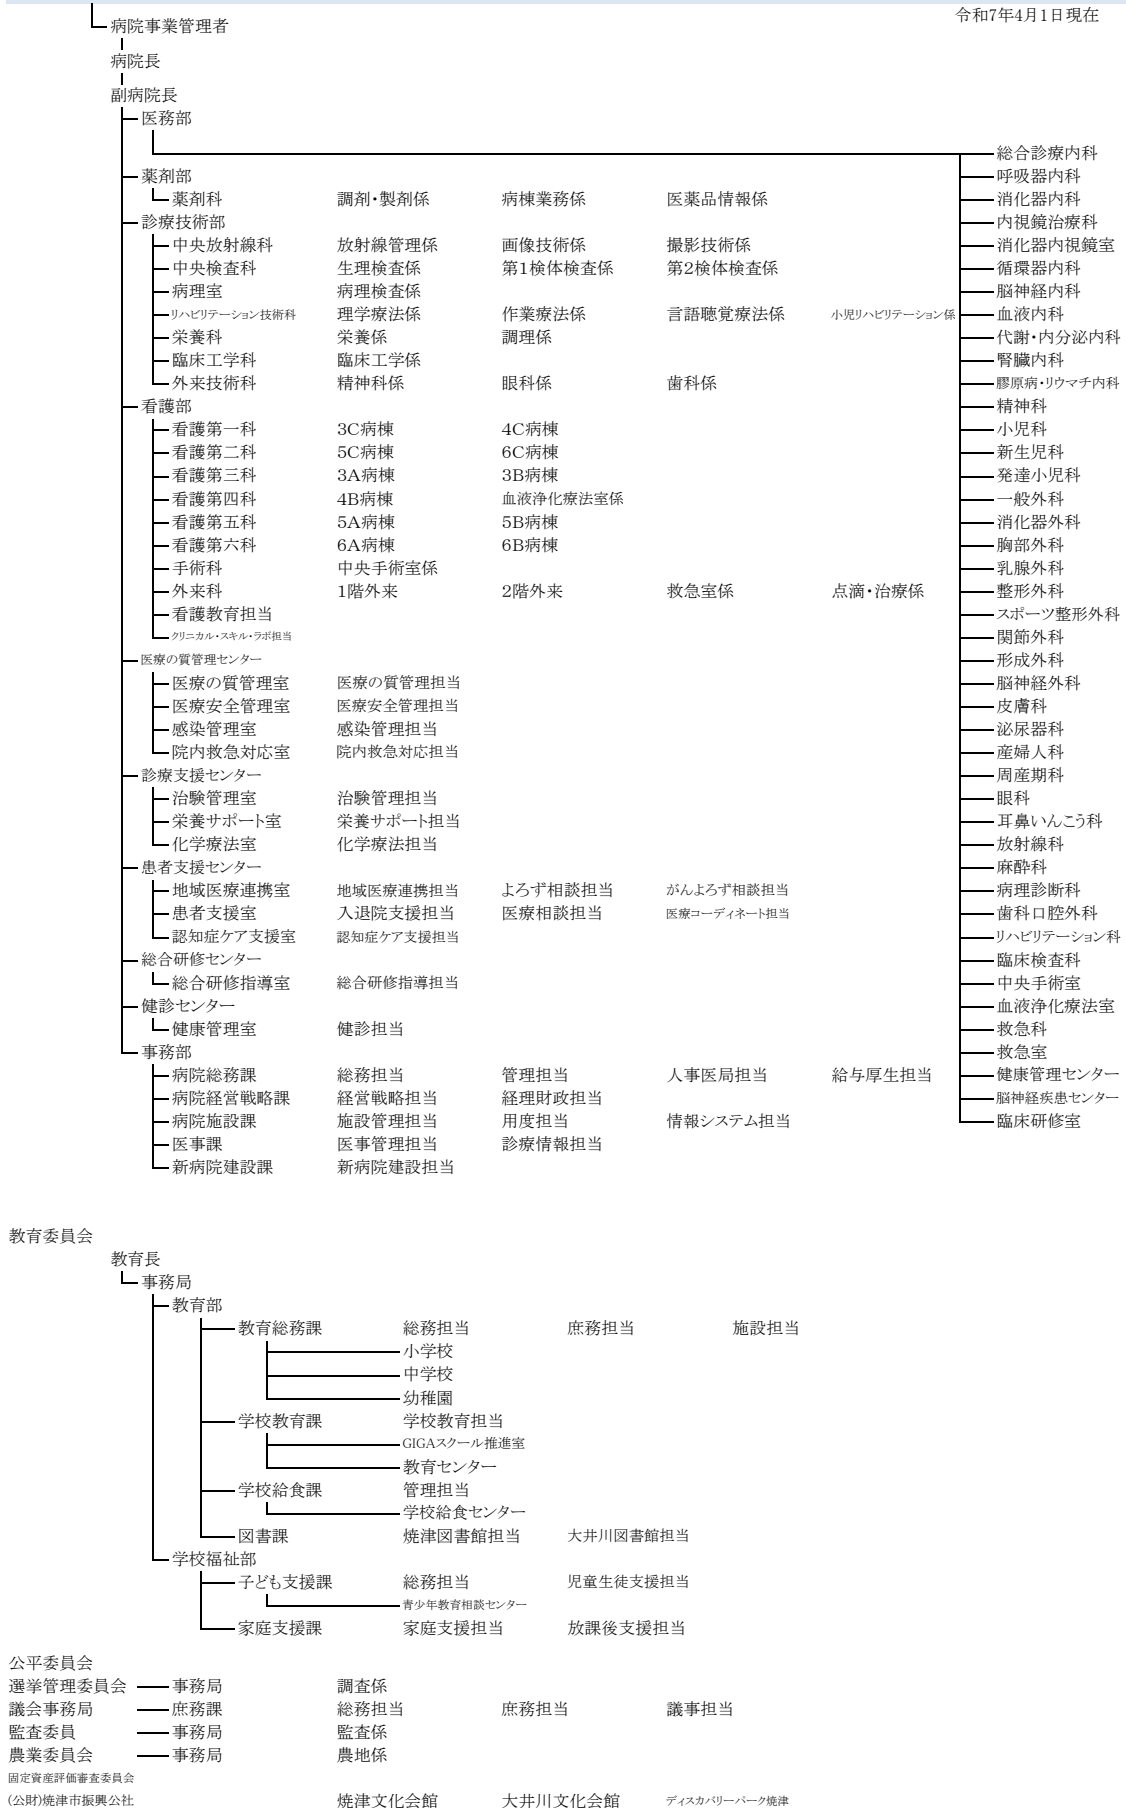 令和7年4月1日現在
病院事業管理者
病院長
副病院長
医務部
総合診療内科
薬剤部 呼吸器内科
薬剤科 調剤・製剤係 病棟業務係 医薬品情報係 消化器内科
診療技術部 内視鏡治療科
中央放射線科 放射線管理係 画像技術係 撮影技術係 消化器内視鏡室
中央検査科 生理検査係 第1検体検査係 第2検体検査係 循環器内科
病理室 病理検査係 脳神経内科
リハビリテーション技術科 理学療法係 作業療法係 言語聴覚療法係 小児リハビリテーション係 血液内科
栄養科 栄養係 調理係 代謝・内分泌内科
臨床工学科 臨床工学係 腎臓内科
外来技術科 精神科係 眼科係 歯科係 膠原病・リウマチ内科
看護部 精神科
看護第一科 3C病棟 4C病棟 小児科
看護第二科 5C病棟 6C病棟 新生児科
看護第三科 3A病棟 3B病棟 発達小児科
看護第四科 4B病棟 血液浄化療法室係 一般外科
看護第五科 5A病棟 5B病棟 消化器外科
看護第六科 6A病棟 6B病棟 胸部外科
手術科 中央手術室係 乳腺外科
外来科 1階外来 2階外来 救急室係 点滴・治療係 整形外科
看護教育担当 スポーツ整形外科
クリニカル・スキル・ラボ担当 関節外科
医療の質管理センター 形成外科
医療の質管理室 医療の質管理担当 脳神経外科
医療安全管理室 医療安全管理担当 皮膚科
感染管理室 感染管理担当 泌尿器科
院内救急対応室 院内救急対応担当 産婦人科
診療支援センター 周産期科
治験管理室 治験管理担当 眼科
栄養サポート室 栄養サポート担当 耳鼻いんこう科
化学療法室 化学療法担当 放射線科
患者支援センター 麻酔科
地域医療連携室 地域医療連携担当 よろず相談担当 がんよろず相談担当 病理診断科
患者支援室 入退院支援担当 医療相談担当 医療コーディネート担当 歯科口腔外科
認知症ケア支援室 認知症ケア支援担当 リハビリテーション科
総合研修センター 臨床検査科
総合研修指導室 総合研修指導担当 中央手術室
健診センター 血液浄化療法室
健康管理室 健診担当 救急科
事務部 救急室
病院総務課 総務担当 管理担当 人事医局担当 給与厚生担当 健康管理センター
病院経営戦略課 経営戦略担当 経理財政担当 脳神経疾患センター
病院施設課 施設管理担当 用度担当 情報システム担当 臨床研修室
医事課 医事管理担当 診療情報担当
新病院建設課 新病院建設担当
教育委員会
教育長
事務局
教育部
教育総務課 総務担当 庶務担当 施設担当
小学校
中学校
幼稚園
学校教育課 学校教育担当
GIGAスクール推進室
教育センター
学校給食課 管理担当
学校給食センター
図書課 焼津図書館担当 大井川図書館担当
学校福祉部
子ども支援課 総務担当 児童生徒支援担当
青少年教育相談センター
家庭支援課 家庭支援担当 放課後支援担当
公平委員会
選挙管理委員会 事務局 調査係
議会事務局 庶務課 総務担当 庶務担当 議事担当
監査委員 事務局 監査係
農業委員会 事務局 農地係
固定資産評価審査委員会
(公財)焼津市振興公社 焼津文化会館 大井川文化会館 ディスカバリーパーク焼津